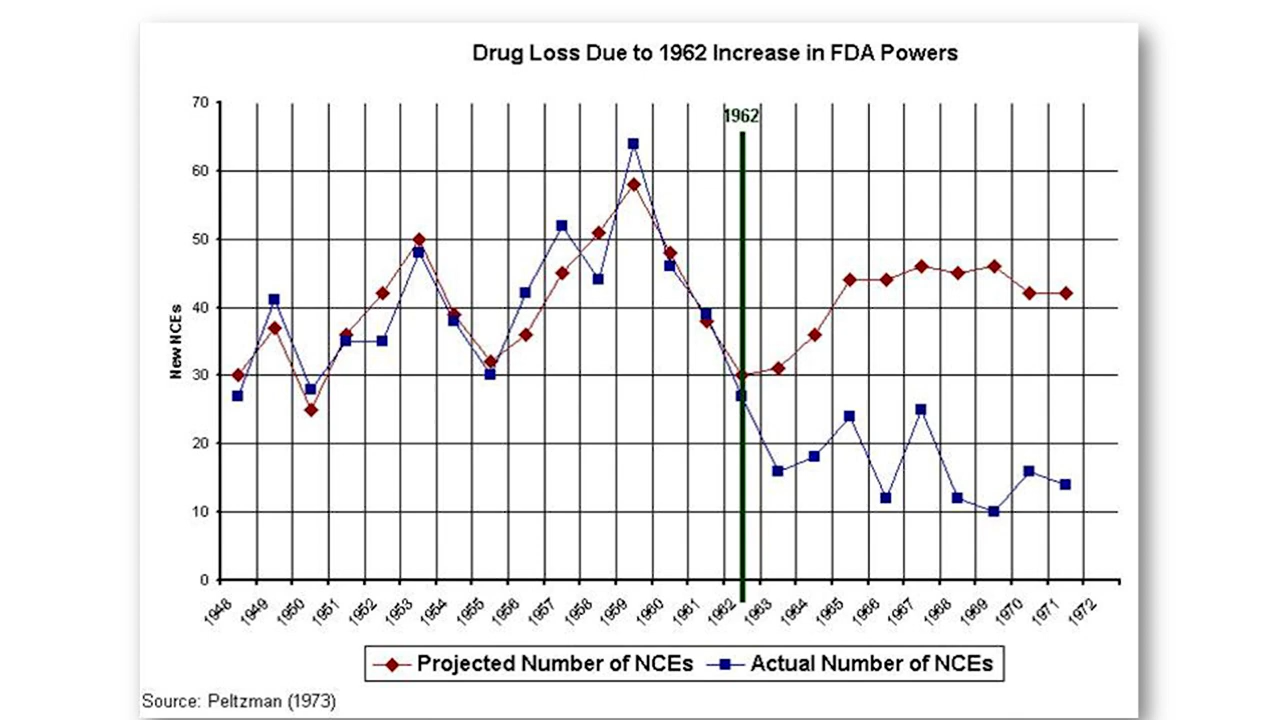 Drug Loss Due to 1962 Increase in FDA Powers
1962
70
60
50
40
30
20
10
0
New NCEs
1948 1949 1950 1951 1952 1953 1954 1955 1956 1957 1958 1959 1960 1961 1962 1963 1964 1965 1966 1967 1968 1969 1970 1971 1972
Projected Number of NCEs Actual Number of NCEs
Source: Peltzman (1973)